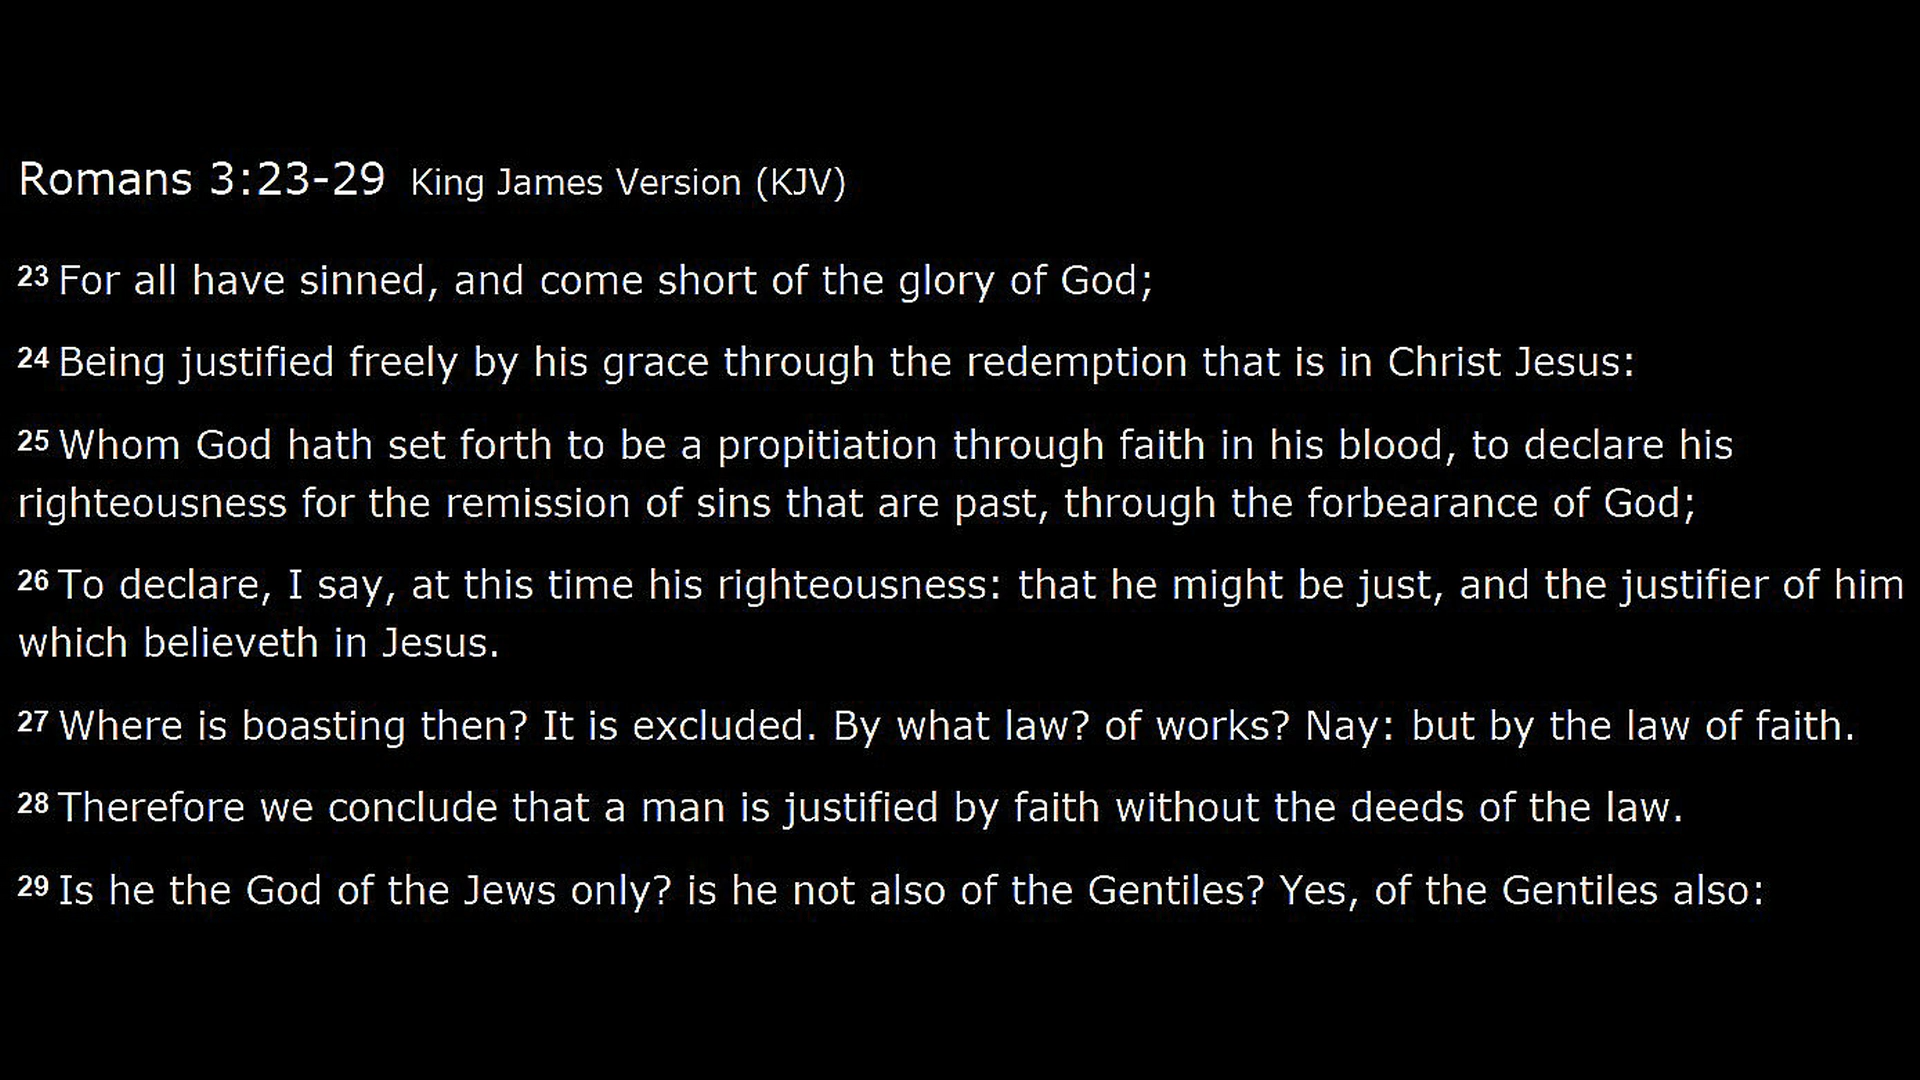 Romans 3:23-29 King James Version (KJV)
23 For all have sinned, and come short of the glory of God;
24 Being justified freely by his grace through the redemption that is in Christ Jesus:
25 Whom God hath set forth to be a propitiation through faith in his blood, to declare his
righteousness for the remission of sins that are past, through the forbearance of God;
26 To declare, I say, at this time his righteousness: that he might be just, and the justifier of him
which believeth in Jesus.
27 Where is boasting then? It is excluded. By what law? of works? Nay: but by the law of faith.
28 Therefore we conclude that a man is justified by faith without the deeds of the law.
29 Is he the God of the Jews only? is he not also of the Gentiles? Yes, of the Gentiles also: